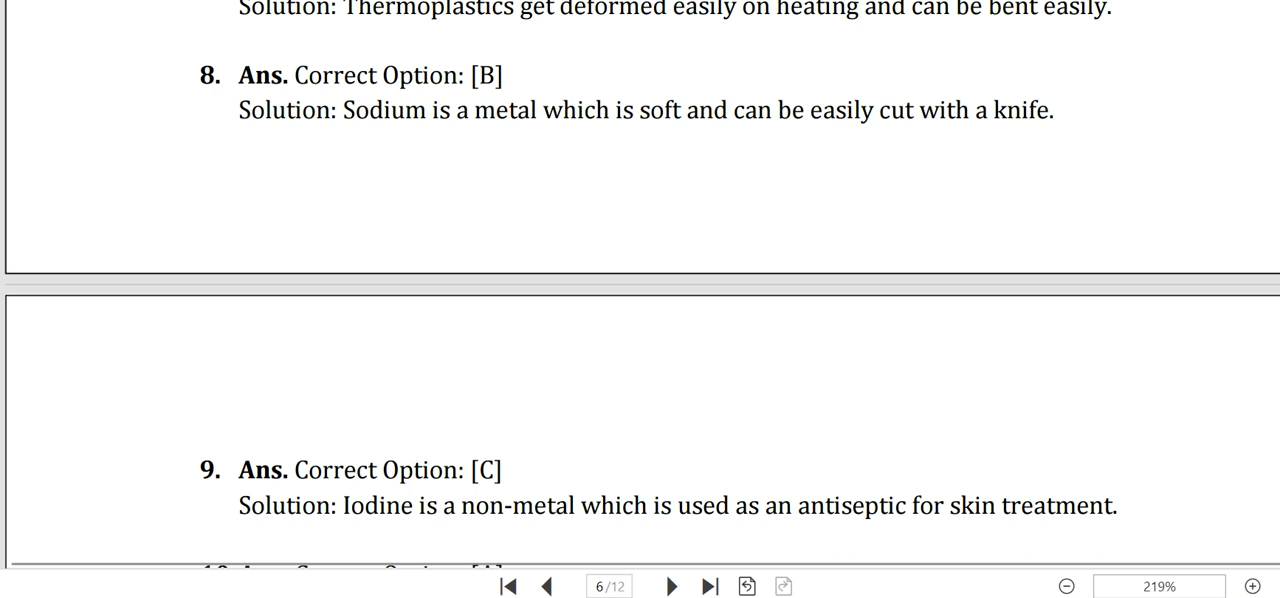 Solution: Thermoplastics get deformed easily on heating and can be bent easily.
8. Ans. Correct Option: [B]
Solution: Sodium is a metal which is soft and can be easily cut with a knife.
9. Ans. Correct Option: [C]
Solution: Iodine is a non-metal which is used as an antiseptic for skin treatment.
6/12
219%